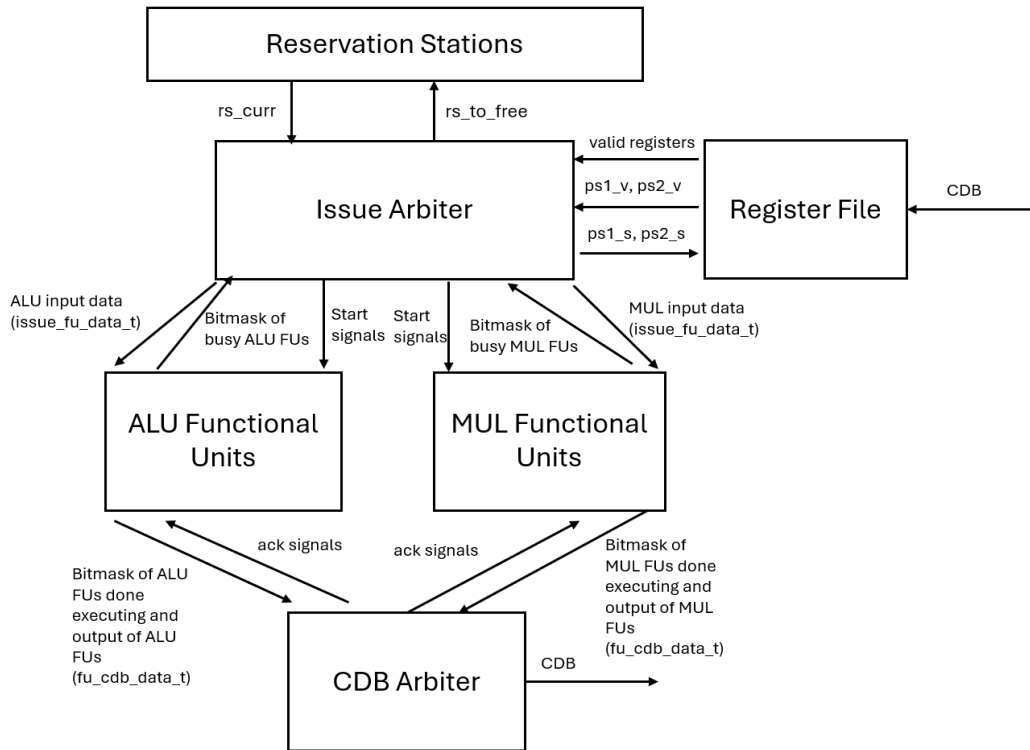 Reservation Stations
rs_curr
rs_to_free
Issue Arbiter
valid registers
ps1_v, ps2_v
ps1_s, ps2_s
Register File
CDB
ALU input data
(issue_fu_data_t)
Bitmask of
busy ALU FUs
Start
signals
Start
signals
Bitmask of
busy MUL FUs
MUL input data
(issue_fu_data_t)
ALU Functional
Units
MUL Functional
Units
Bitmask of ALU
FUs done
executing and
output of ALU
FUs
(fu_cdb_data_t)
ack signals
ack signals
Bitmask of
MUL FUs done
executing and
output of MUL
FUs
(fu_cdb_data_t)
CDB Arbiter
CDB